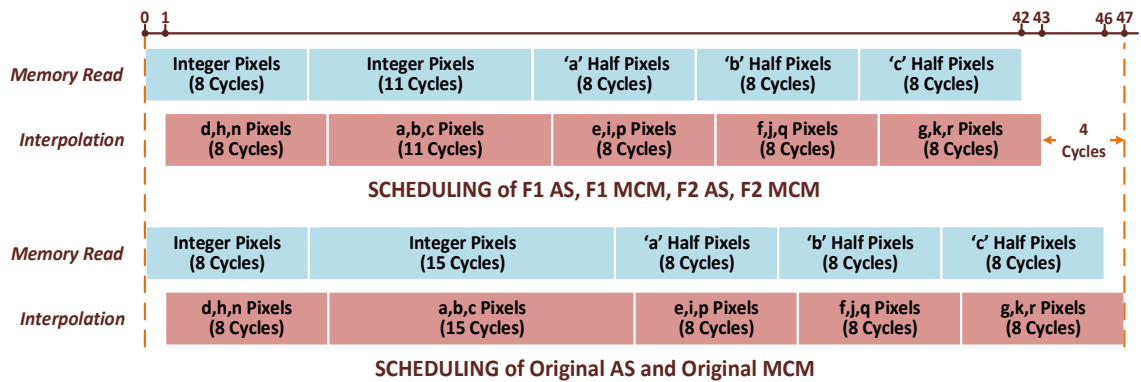 0 1 42 43 46 47
Memory Read
Integer Pixels
(8 Cycles)
Integer Pixels
(11 Cycles)
‘a’ Half Pixels
(8 Cycles)
‘b’ Half Pixels
(8 Cycles)
‘c’ Half Pixels
(8 Cycles)
Interpolation
d,h,n Pixels
(8 Cycles)
a,b,c Pixels
(11 Cycles)
e,i,p Pixels
(8 Cycles)
f,j,q Pixels
(8 Cycles)
g,k,r Pixels
(8 Cycles)
4
Cycles
SCHEDULING of F1 AS, F1 MCM, F2 AS, F2 MCM
Memory Read
Integer Pixels
(8 Cycles)
Integer Pixels
(15 Cycles)
‘a’ Half Pixels
(8 Cycles)
‘b’ Half Pixels
(8 Cycles)
‘c’ Half Pixels
(8 Cycles)
Interpolation
d,h,n Pixels
(8 Cycles)
a,b,c Pixels
(15 Cycles)
e,i,p Pixels
(8 Cycles)
f,j,q Pixels
(8 Cycles)
g,k,r Pixels
(8 Cycles)
SCHEDULING of Original AS and Original MCM